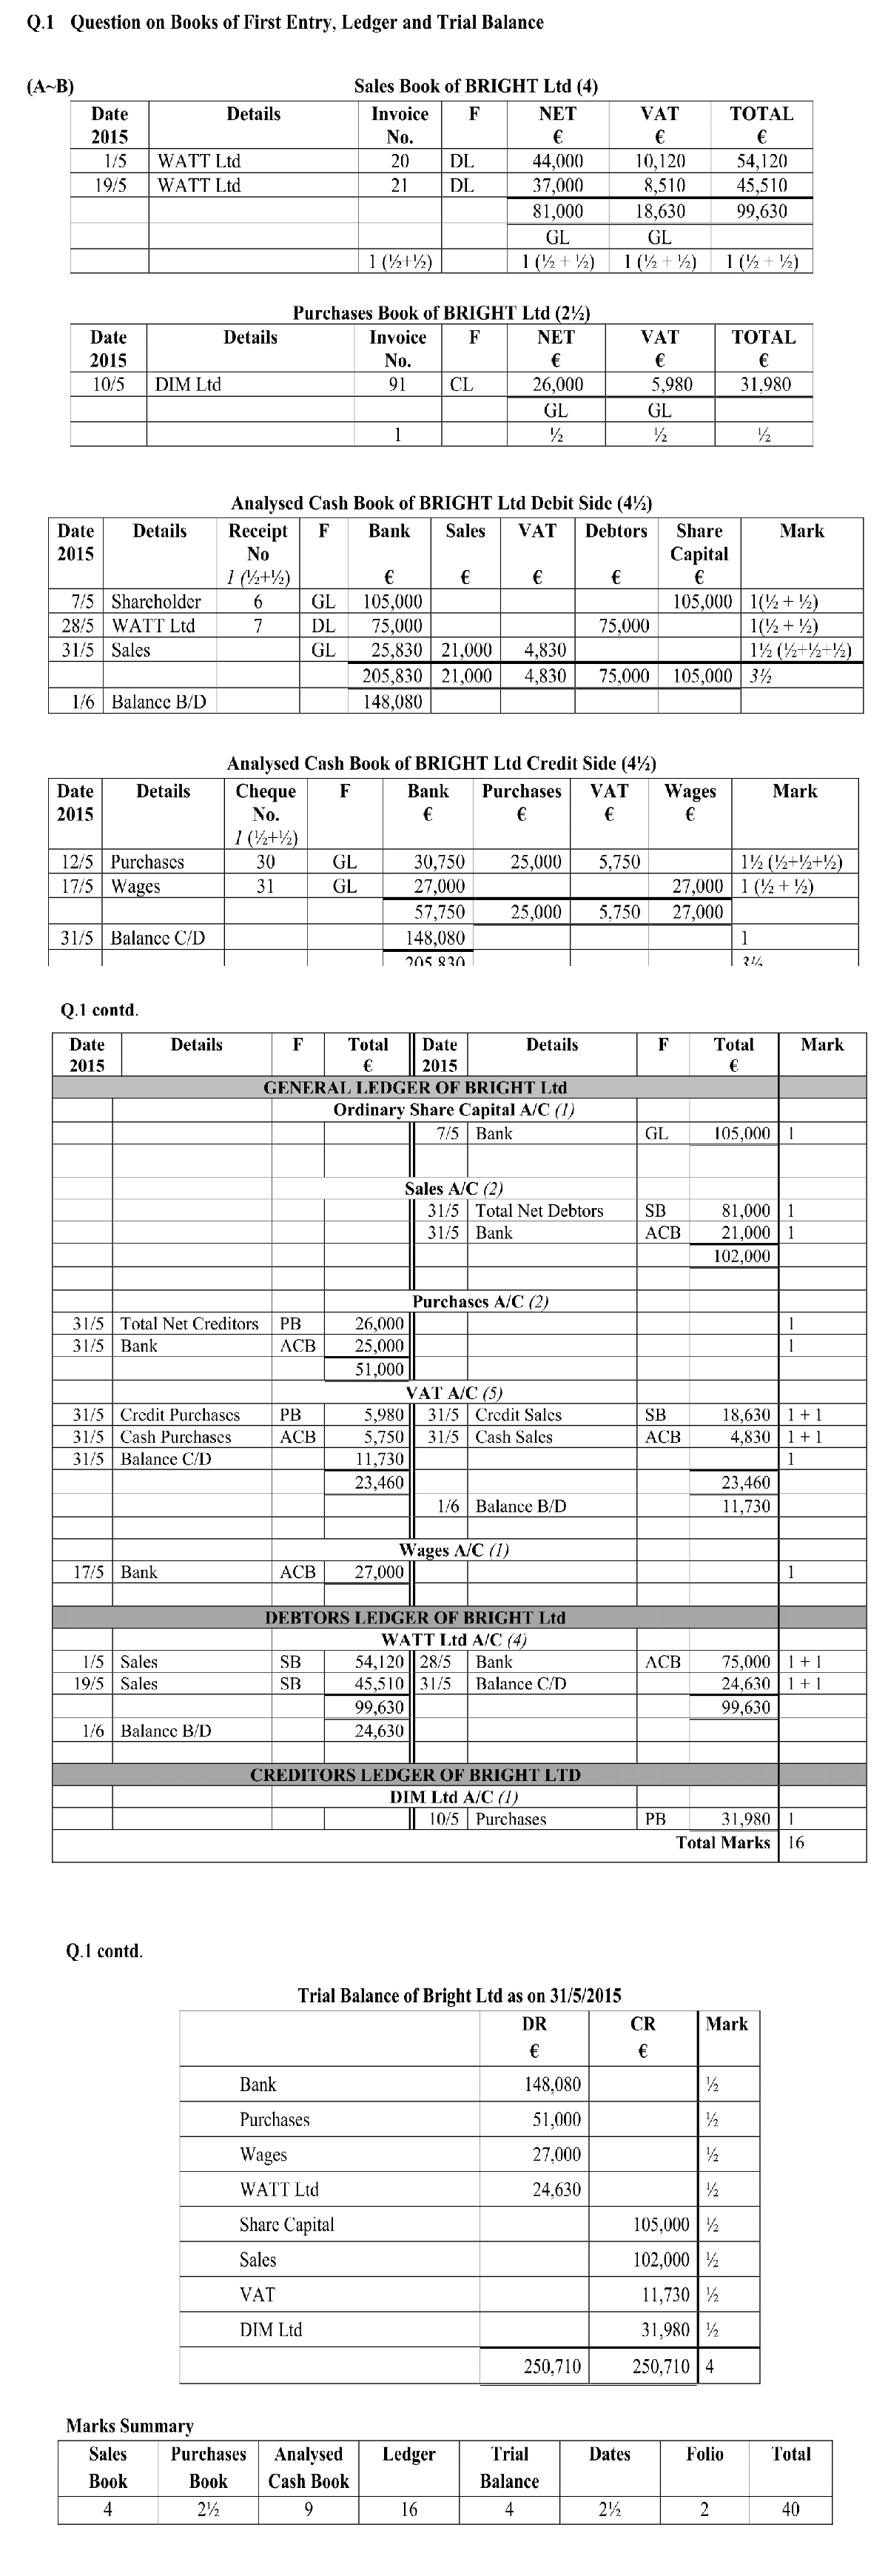 Q.1 Question on Books of First Entry, Ledger and Trial Balance
(A~B) Sales Book of BRIGHT Ltd (4)
Date Details Invoice F NET VAT TOTAL
2015 No. € € €
1/5 WATT Ltd 20 DL 44,000 10,120 54,120
19/5 WATT Ltd 21 DL 37,000 8,510 45,510
81,000 18,630 99,630
GL GL
1 (½+½) 1 (½ + ½) 1 (½ + ½) 1 (½ + ½)
Purchases Book of BRIGHT Ltd (2½)
Date Details Invoice F NET VAT TOTAL
2015 No. € € €
10/5 DIM Ltd 91 CL 26,000 5,980 31,980
GL GL
1 ½ ½ ½
Analysed Cash Book of BRIGHT Ltd Debit Side (4½)
Date Details Receipt F Bank Sales VAT Debtors Share Mark
2015 No Capital
1 (½+½) € € € € €
7/5 Shareholder 6 GL 105,000 105,000 1(½ + ½)
28/5 WATT Ltd 7 DL 75,000 75,000 1(½ + ½)
31/5 Sales GL 25,830 21,000 4,830 1½ (½+½+½)
205,830 21,000 4,830 75,000 105,000 3½
1/6 Balance B/D 148,080
Analysed Cash Book of BRIGHT Ltd Credit Side (4½)
Date Details Cheque F Bank Purchases VAT Wages Mark
2015 No. € € € €
1 (½+½)
12/5 Purchases 30 GL 30,750 25,000 5,750 1½ (½+½+½)
17/5 Wages 31 GL 27,000 27,000 1 (½ + ½)
57,750 25,000 5,750 27,000
31/5 Balance C/D 148,080 1
205,830 3½
Q.1 contd.
Date Details F Total Date Details F Total Mark
2015 € 2015 €
GENERAL LEDGER OF BRIGHT Ltd
Ordinary Share Capital A/C (1)
7/5 Bank GL 105,000 1
Sales A/C (2)
31/5 Total Net Debtors SB 81,000 1
31/5 Bank ACB 21,000 1
102,000
Purchases A/C (2)
31/5 Total Net Creditors PB 26,000 1
31/5 Bank ACB 25,000 1
51,000
VAT A/C (5)
31/5 Credit Purchases PB 5,980 31/5 Credit Sales SB 18,630 1 + 1
31/5 Cash Purchases ACB 5,750 31/5 Cash Sales ACB 4,830 1 + 1
31/5 Balance C/D 11,730 1
23,460 23,460
1/6 Balance B/D 11,730
Wages A/C (1)
17/5 Bank ACB 27,000 1
DEBTORS LEDGER OF BRIGHT Ltd
WATT Ltd A/C (4)
1/5 Sales SB 54,120 28/5 Bank ACB 75,000 1 + 1
19/5 Sales SB 45,510 31/5 Balance C/D 24,630 1 + 1
99,630 99,630
1/6 Balance B/D 24,630
CREDITORS LEDGER OF BRIGHT LTD
DIM Ltd A/C (1)
10/5 Purchases PB 31,980 1
Total Marks 16
Q.1 contd.
Trial Balance of Bright Ltd as on 31/5/2015
DR CR Mark
€ €
Bank 148,080 ½
Purchases 51,000 ½
Wages 27,000 ½
WATT Ltd 24,630 ½
Share Capital 105,000 ½
Sales 102,000 ½
VAT 11,730 ½
DIM Ltd 31,980 ½
250,710 250,710 4
Marks Summary
Sales Purchases Analysed Ledger Trial Dates Folio Total
Book Book Cash Book Balance
4 2½ 9 16 4 2½ 2 40